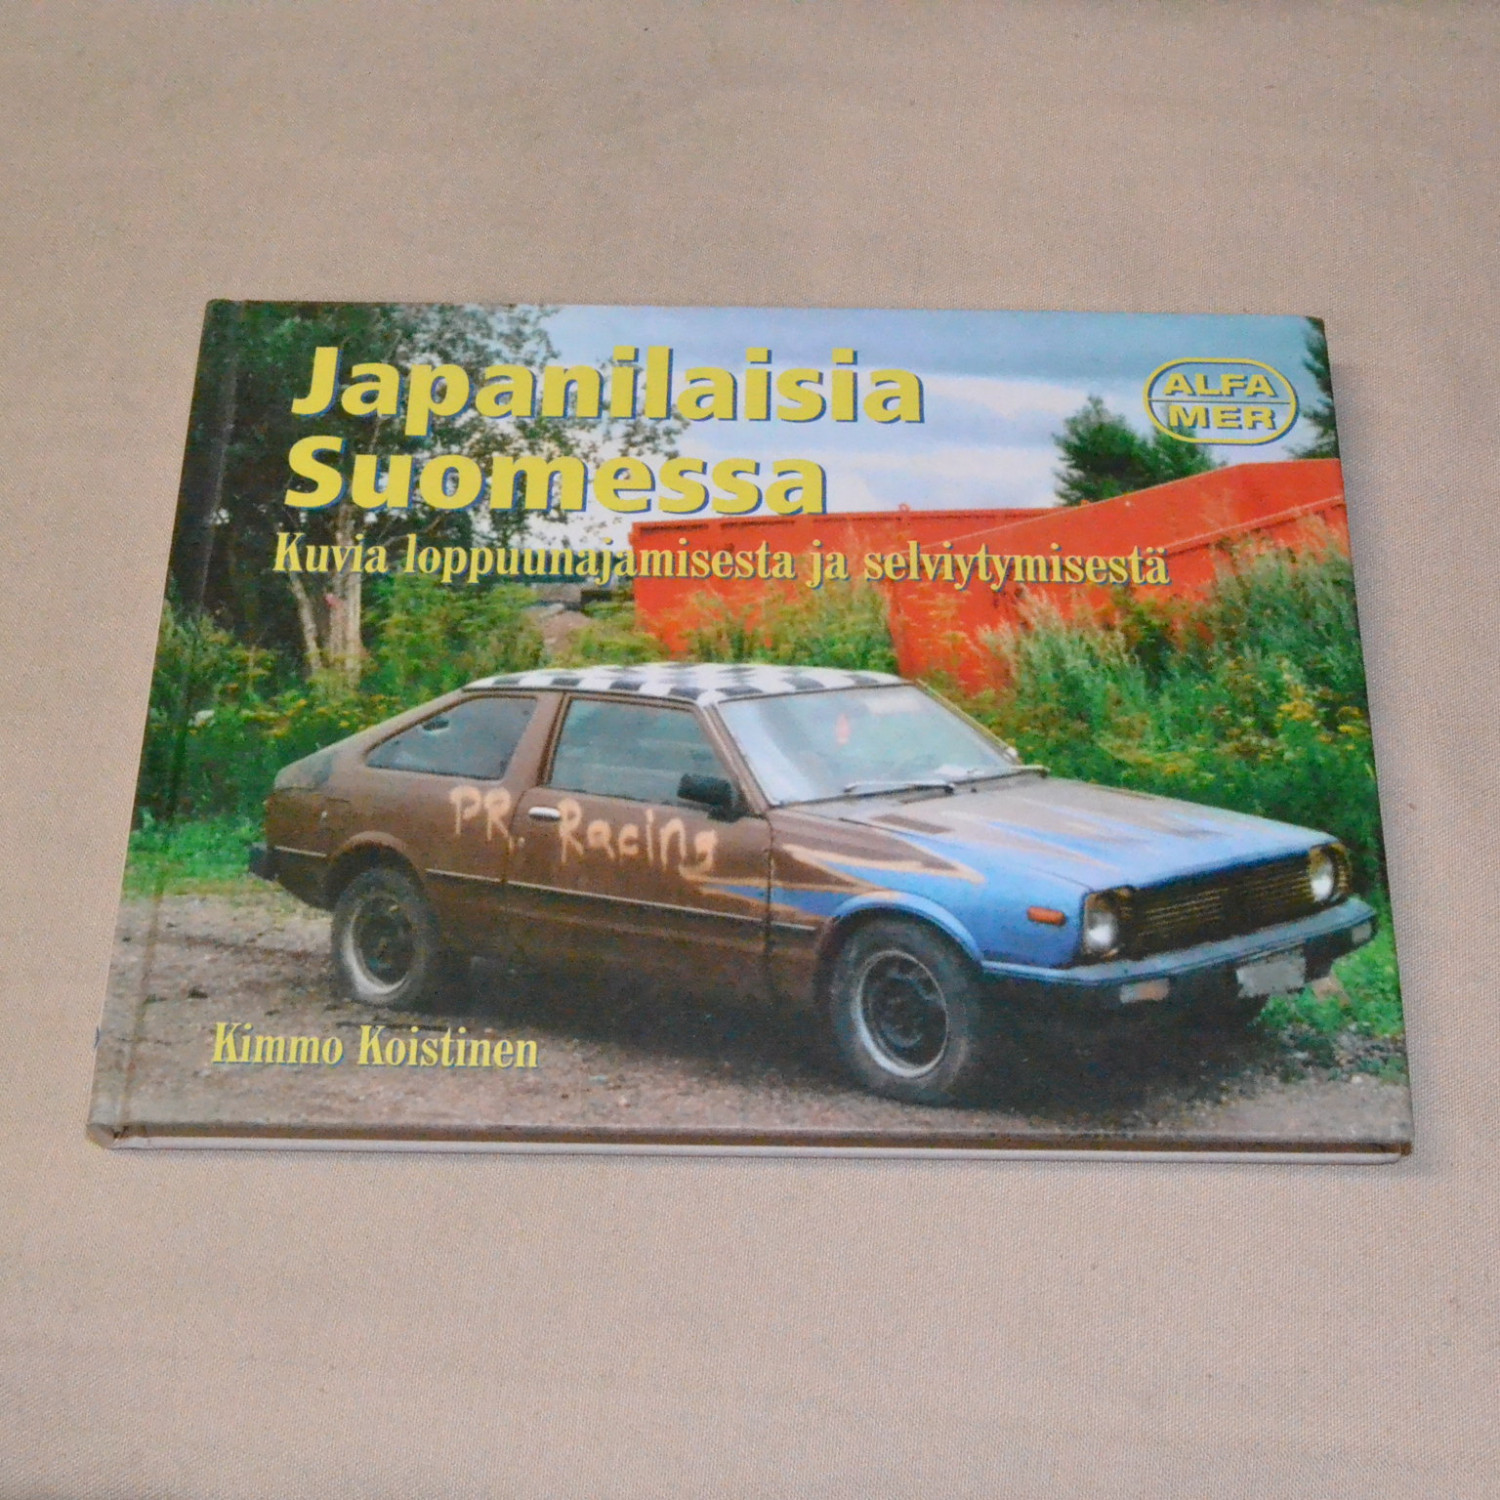 Japanilaisia
Suomessa
Kuvia loppuunajamisesta ja selviytymisestä
ALFA
MER
PR. Racing
Kimmo Koistinen